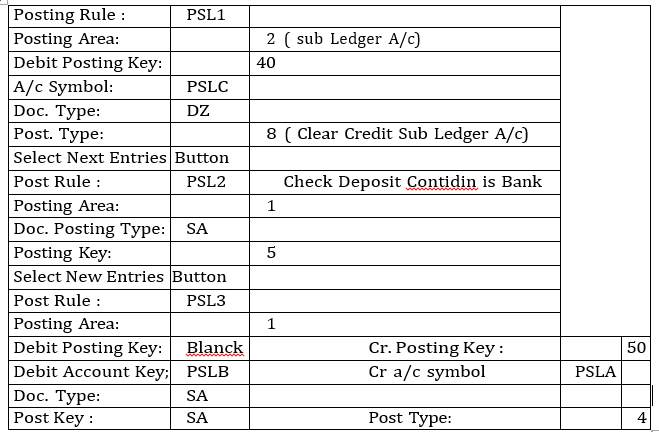 Posting Rule : PSL1
Posting Area: 2 ( sub Ledger A/c)
Debit Posting Key: 40
A/c Symbol: PSLC
Doc. Type: DZ
Post. Type: 8 ( Clear Credit Sub Ledger A/c)
Select Next Entries Button
Post Rule : PSL2 Check Deposit Contidin is Bank
Posting Area: 1
Doc. Posting Type: SA
Posting Key: 5
Select New Entries Button
Post Rule : PSL3
Posting Area: 1
Debit Posting Key: Blanck Cr. Posting Key : 50
Debit Account Key; PSLB Cr a/c symbol PSLA
Doc. Type: SA
Post Key : SA Post Type: 4